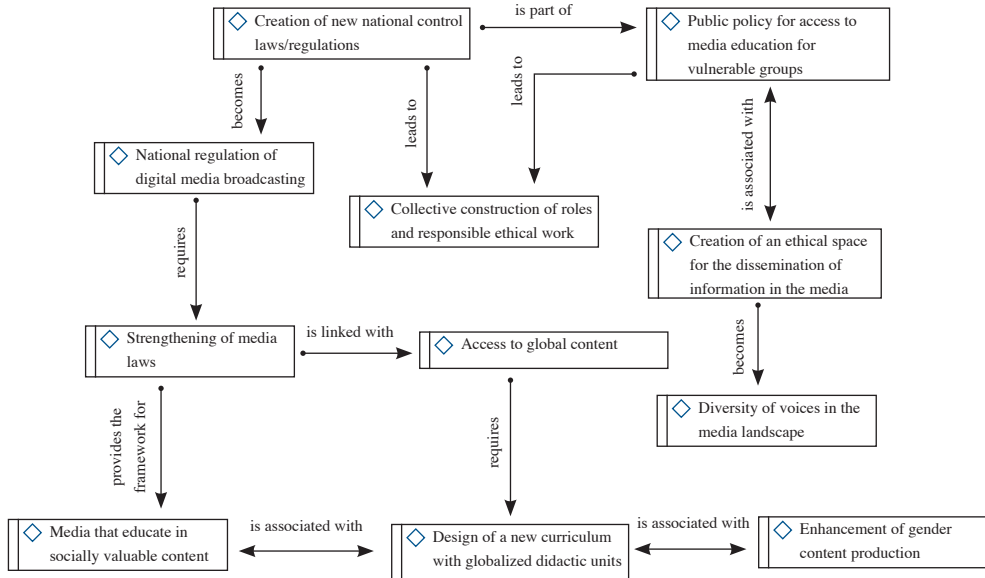 Creation of new national control
laws/regulations
is part of
Public policy for access to
media education for
vulnerable groups
becomes
leads to
leads to
is associated with
National regulation of
digital media broadcasting
Collective construction of roles
and responsible ethical work
requires
Creation of an ethical space
for the dissemination of
information in the media
Strengthening of media
laws
is linked with
Access to global content
becomes
provides the
framework for
requires
Diversity of voices in the
media landscape
Media that educate in
socially valuable content
is associated with
Design of a new curriculum
with globalized didactic units
is associated with
Enhancement of gender
content production